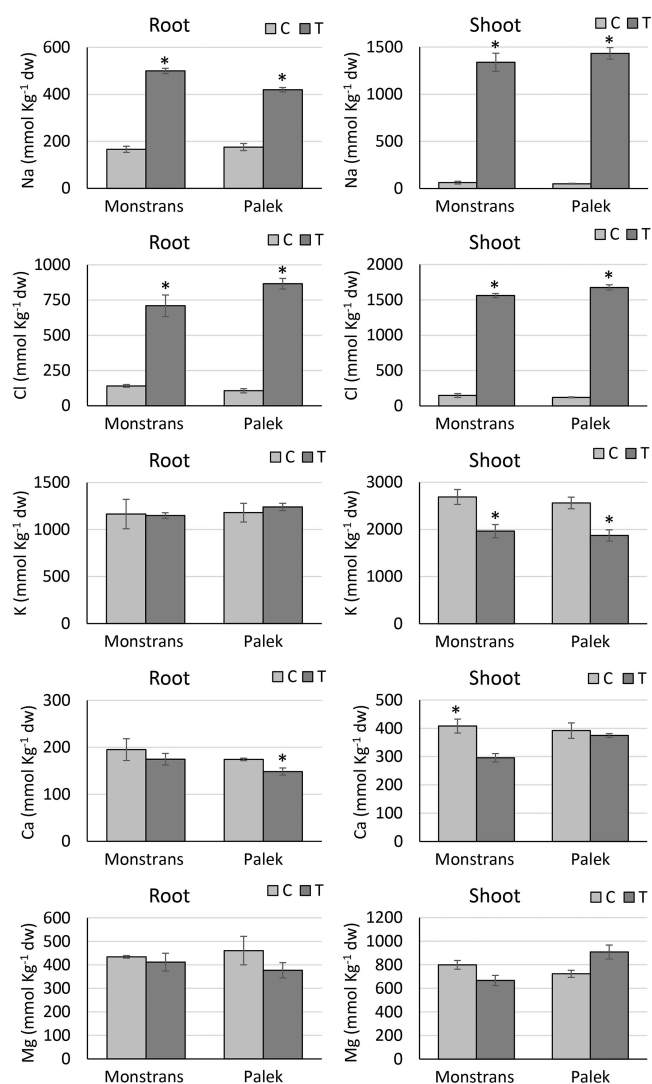 Root
C T
Na (mmol Kg-1 dw)
600
400
200
0
*
*
Monstrans Palek
Shoot
C T
Na (mmol Kg-1 dw)
1500
1000
500
0
*
*
Monstrans Palek
Root
C T
Cl (mmol Kg-1 dw)
1000
750
500
250
0
*
*
Monstrans Palek
Shoot
C T
Cl (mmol Kg-1 dw)
2000
1500
1000
500
0
*
*
Monstrans Palek
Root
C T
K (mmol Kg-1 dw)
1500
1000
500
0
Monstrans Palek
Shoot
C T
K (mmol Kg-1 dw)
3000
2000
1000
0
*
*
Monstrans Palek
Root
C T
Ca (mmol Kg-1 dw)
300
200
100
0
*
Monstrans Palek
Shoot
C T
Ca (mmol Kg-1 dw)
500
400
300
200
100
0
*
Monstrans Palek
Root
C T
Mg (mmol Kg-1 dw)
600
500
400
300
200
100
0
Monstrans Palek
Shoot
C T
Mg (mmol Kg-1 dw)
1200
1000
800
600
400
200
0
Monstrans Palek